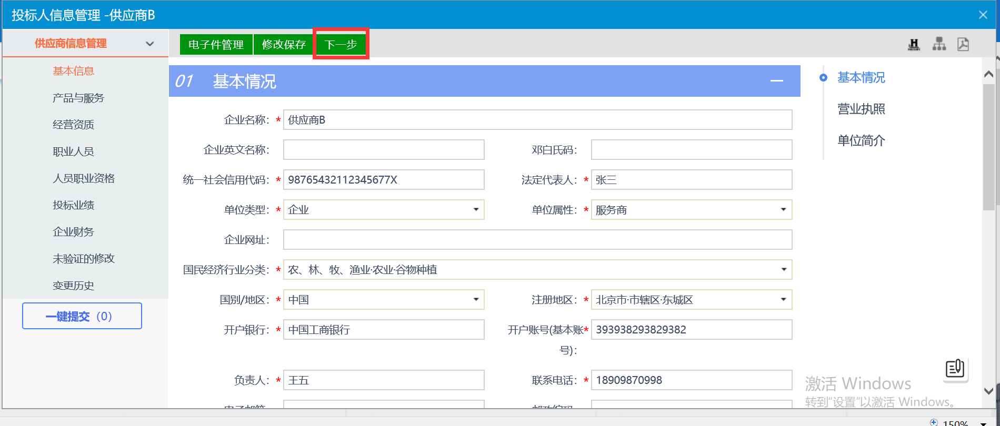 投标人信息管理 -供应商B
供应商信息管理
电子件管理 修改保存 下一步
基本信息
产品与服务
经营资质
职业人员
人员职业资格
投标业绩
企业财务
未验证的修改
变更历史
一键提交（0）
01 基本情况
企业名称：* 供应商B
企业英文名称：
邓白氏码：
统一社会信用代码：* 98765432112345677X
法定代表人：* 张三
单位类型：* 企业
单位属性：* 服务商
企业网址：
国民经济行业分类：* 农、林、牧、渔业·农业·谷物种植
国别/地区：* 中国
注册地区：* 北京市·市辖区·东城区
开户银行：* 中国工商银行
开户账号(基本账* 393938293829382
号)：
负责人：* 王五
联系电话：* 18909870998
电子邮箱
邮政编码
基本情况
营业执照
单位简介
激活 Windows
转到"设置"以激活 Windows。
150%